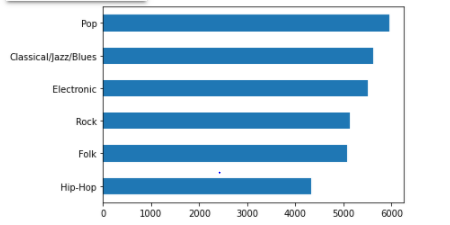 Pop
Classical/Jazz/Blues
Electronic
Rock
Folk
Hip-Hop
0 1000 2000 3000 4000 5000 6000